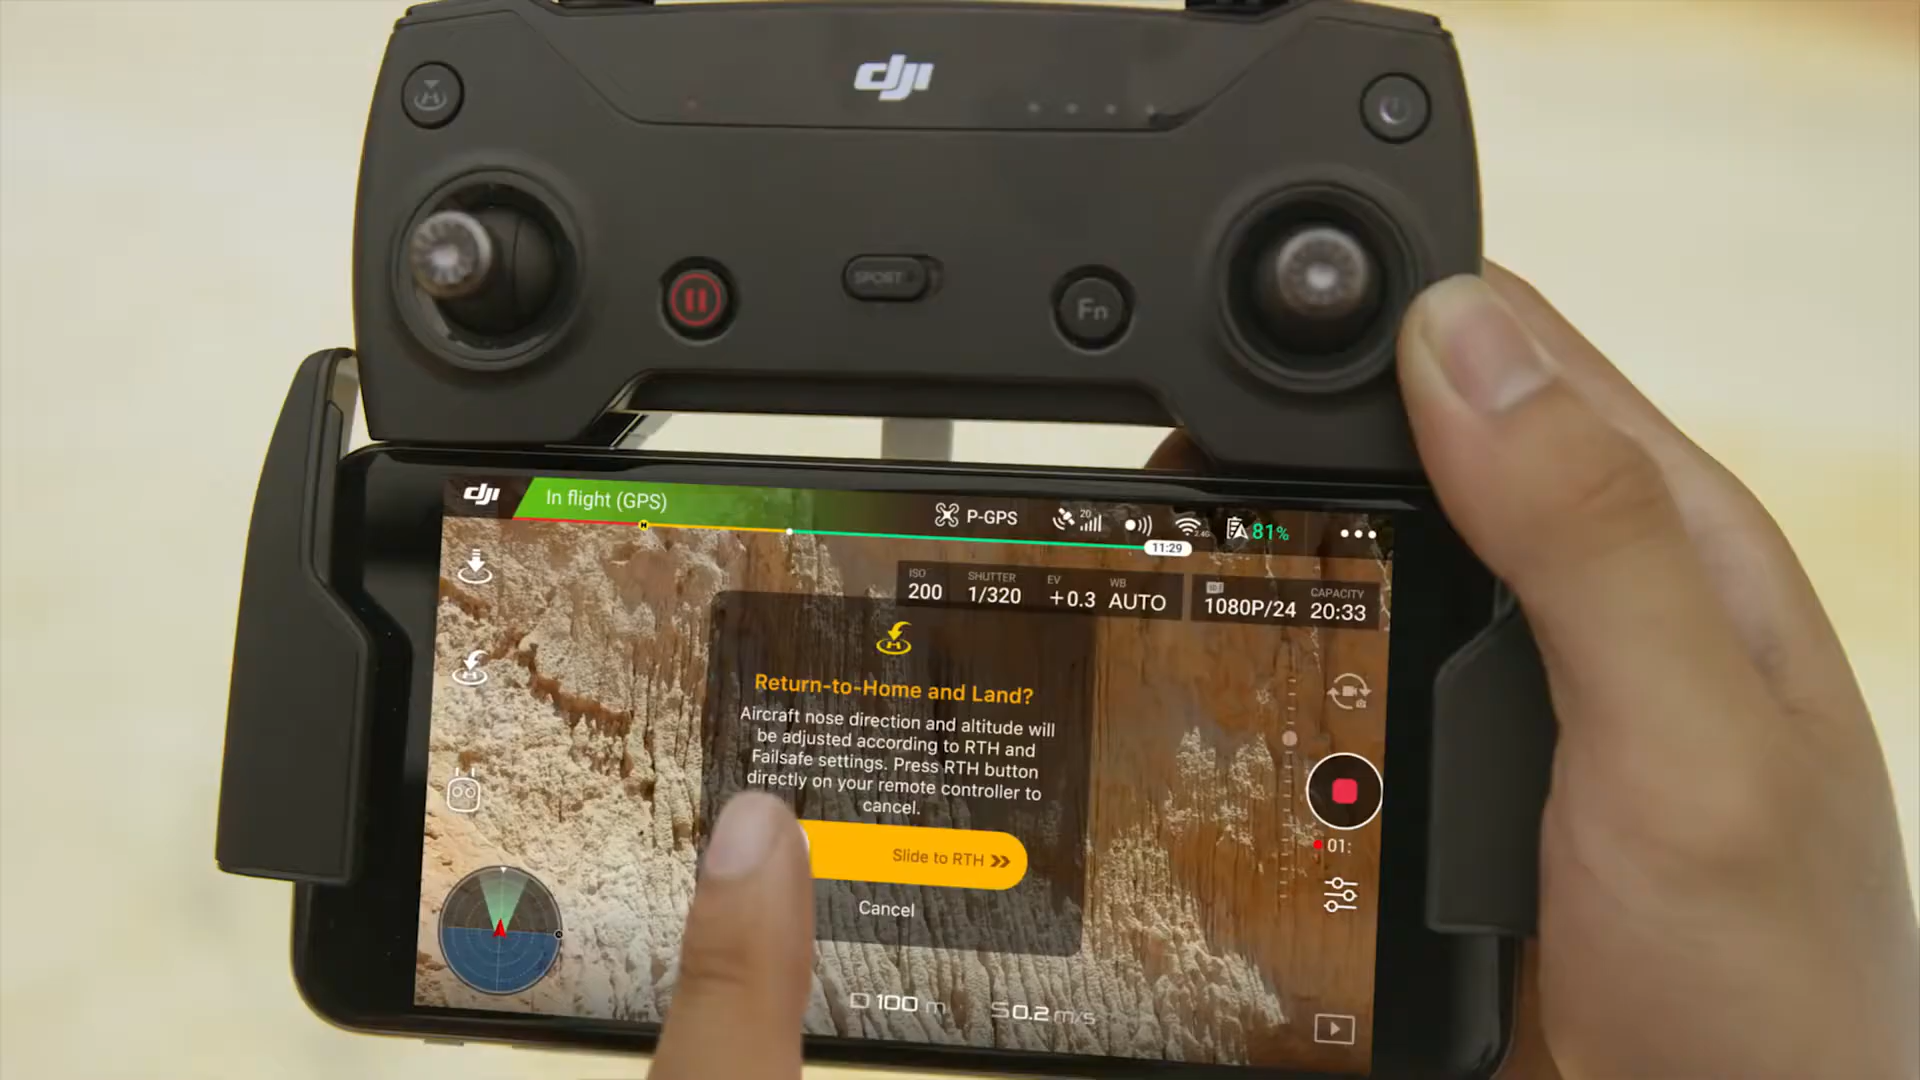 dji
SPORT
Fn
dji
In flight (GPS)
H
P-GPS
20
2.4G
81%
11:29
ISO
200
SHUTTER
1/320
EV
+0.3
WB
AUTO
1080P/24
CAPACITY
20:33
Return-to-Home and Land?
Aircraft nose direction and altitude will
be adjusted according to RTH and
Failsafe settings. Press RTH button
directly on your remote controller to
cancel.
Slide to RTH
Cancel
01:
D 100 m
S 0.2 m/s